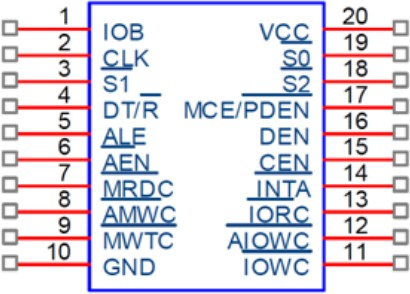 1 IOB VCC 20
2 CLK S0 19
3 S1 S2 18
4 DT/R MCE/PDEN 17
5 ALE DEN 16
6 AEN CEN 15
7 MRDC INTA 14
8 AMWC IORC 13
9 MWTC AIOWC 12
10 GND IOWC 11